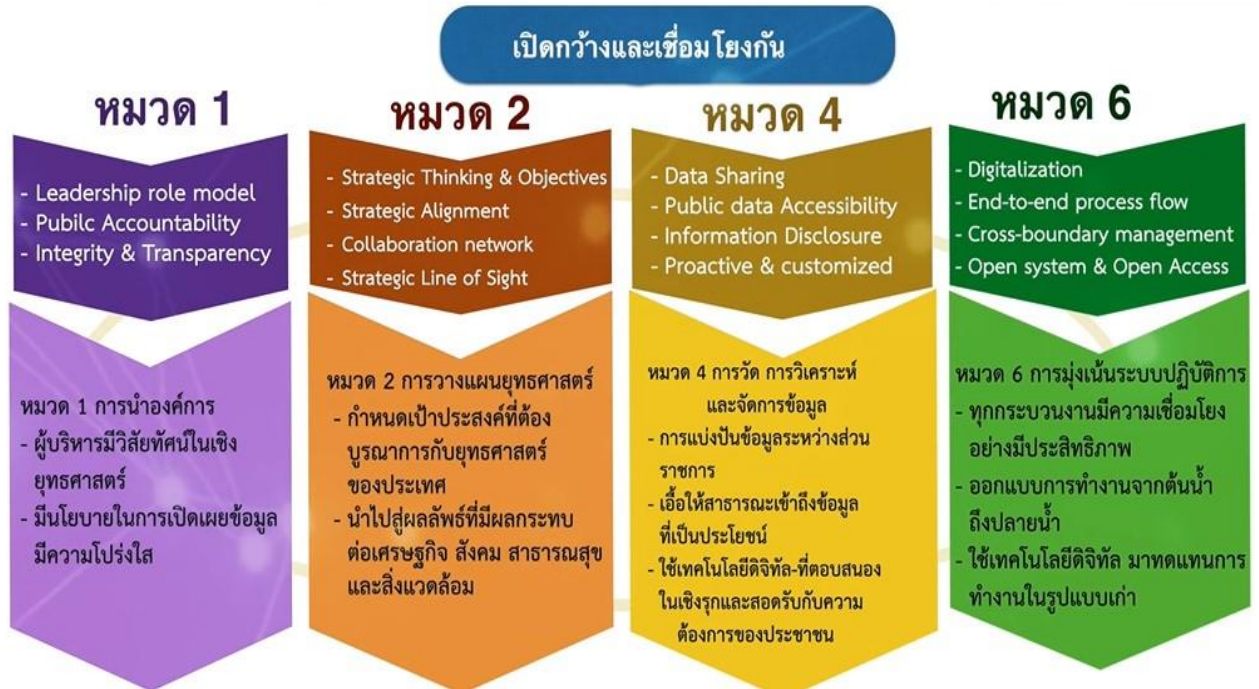 เปิดกว้างและเชื่อมโยงกัน
หมวด 1
- Leadership role model
- Pubilc Accountability
- Integrity & Transparency
หมวด 1 การนำองค์การ
- ผู้บริหารมีวิสัยทัศน์ในเชิง
ยุทธศาสตร์
- มีนโยบายในการเปิดเผยข้อมูล
มีความโปร่งใส
หมวด 2
- Strategic Thinking & Objectives
- Strategic Alignment
- Collaboration network
- Strategic Line of Sight
หมวด 2 การวางแผนยุทธศาสตร์
- กำหนดเป้าประสงค์ที่ต้อง
บูรณาการกับยุทธศาสตร์
ของประเทศ
- นำไปสู่ผลลัพธ์ที่มีผลกระทบ
ต่อเศรษฐกิจ สังคม สาธารณสุข
และสิ่งแวดล้อม
หมวด 4
- Data Sharing
- Public data Accessibility
- Information Disclosure
- Proactive & customized
หมวด 4 การวัด การวิเคราะห์
และจัดการข้อมูล
- การแบ่งปันข้อมูลระหว่างส่วน
ราชการ
- เอื้อให้สาธารณะเข้าถึงข้อมูล
ที่เป็นประโยชน์
- ใช้เทคโนโลยีดิจิทัล-ที่ตอบสนอง
ในเชิงรุกและสอดรับกับความ
ต้องการของประชาชน
หมวด 6
- Digitalization
- End-to-end process flow
- Cross-boundary management
- Open system & Open Access
หมวด 6 การมุ่งเน้นระบบปฏิบัติการ
- ทุกกระบวนงานมีความเชื่อมโยง
อย่างมีประสิทธิภาพ
- ออกแบบการทำงานจากต้นน้ำ
ถึงปลายน้ำ
- ใช้เทคโนโลยีดิจิทัล มาทดแทนการ
ทำงานในรูปแบบเก่า